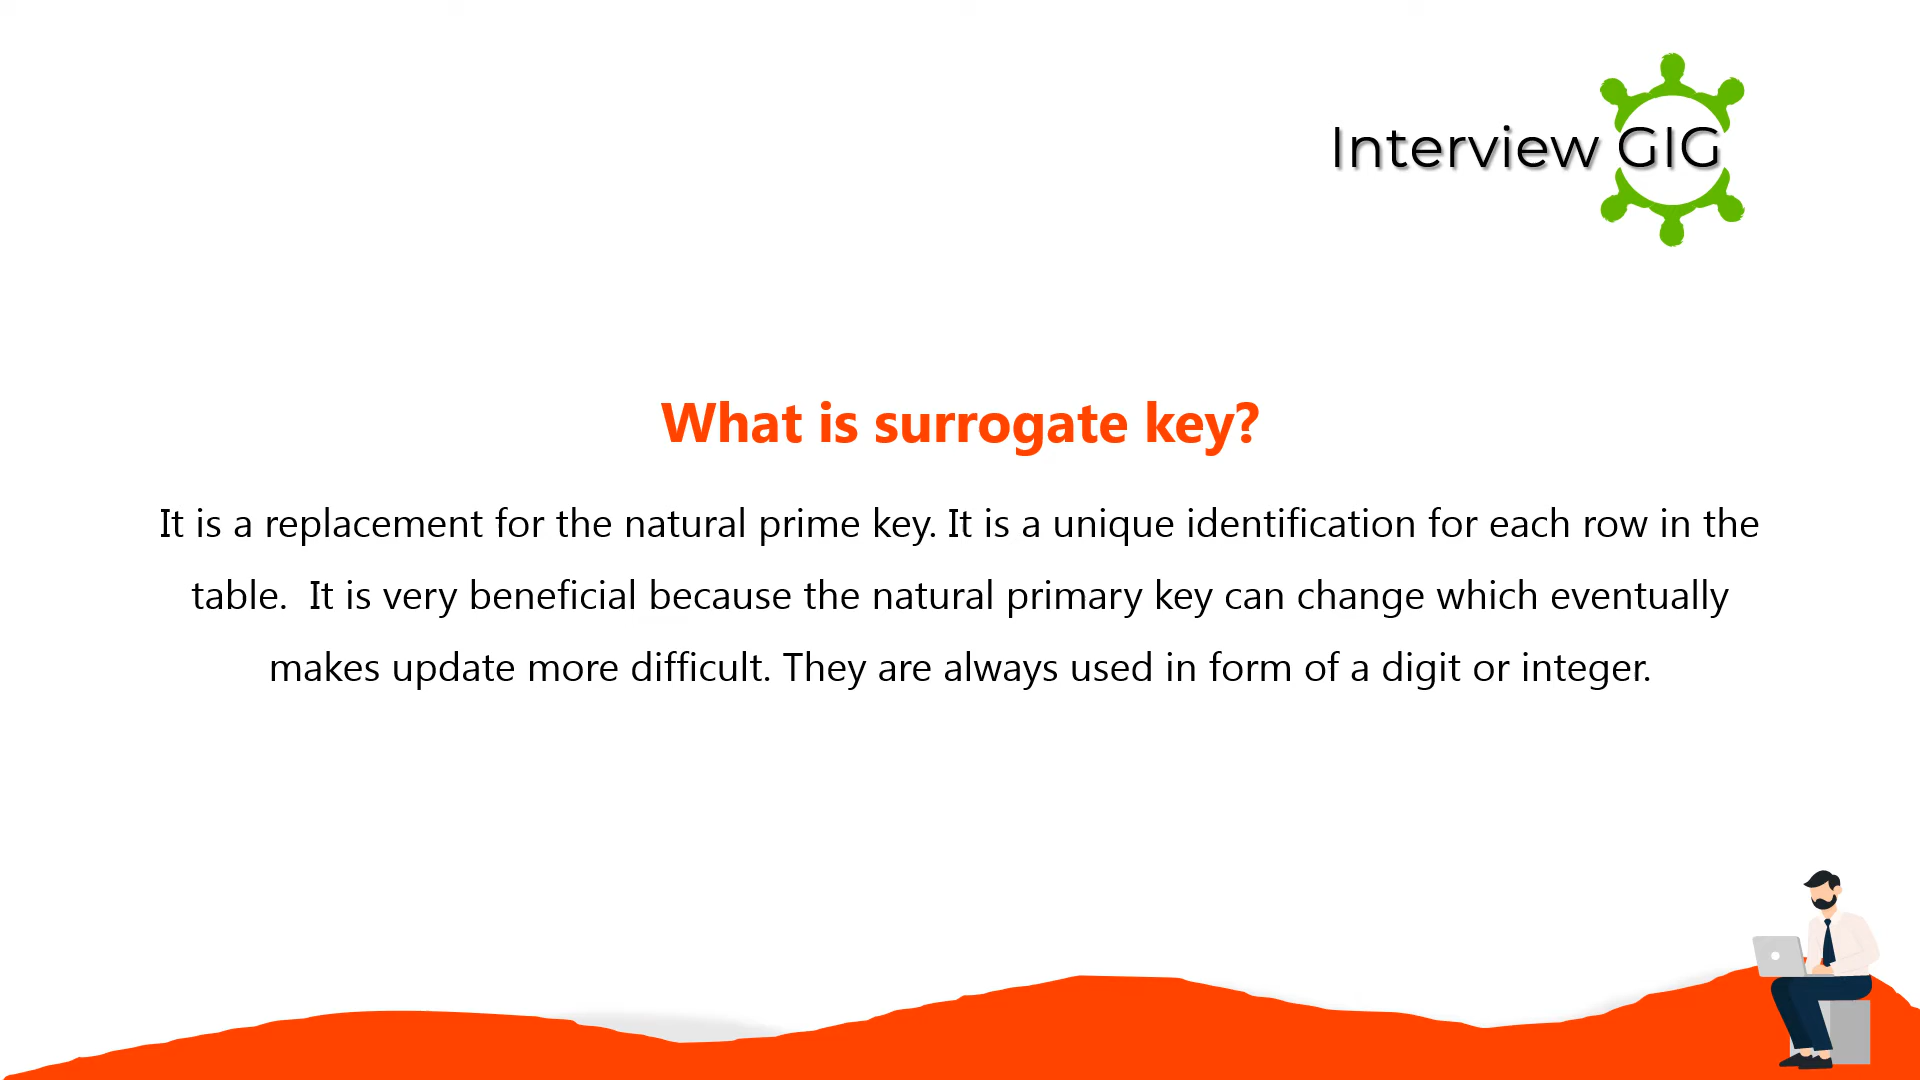 Interview GIG
What is surrogate key?
It is a replacement for the natural prime key. It is a unique identification for each row in the
table.  It is very beneficial because the natural primary key can change which eventually
makes update more difficult. They are always used in form of a digit or integer.